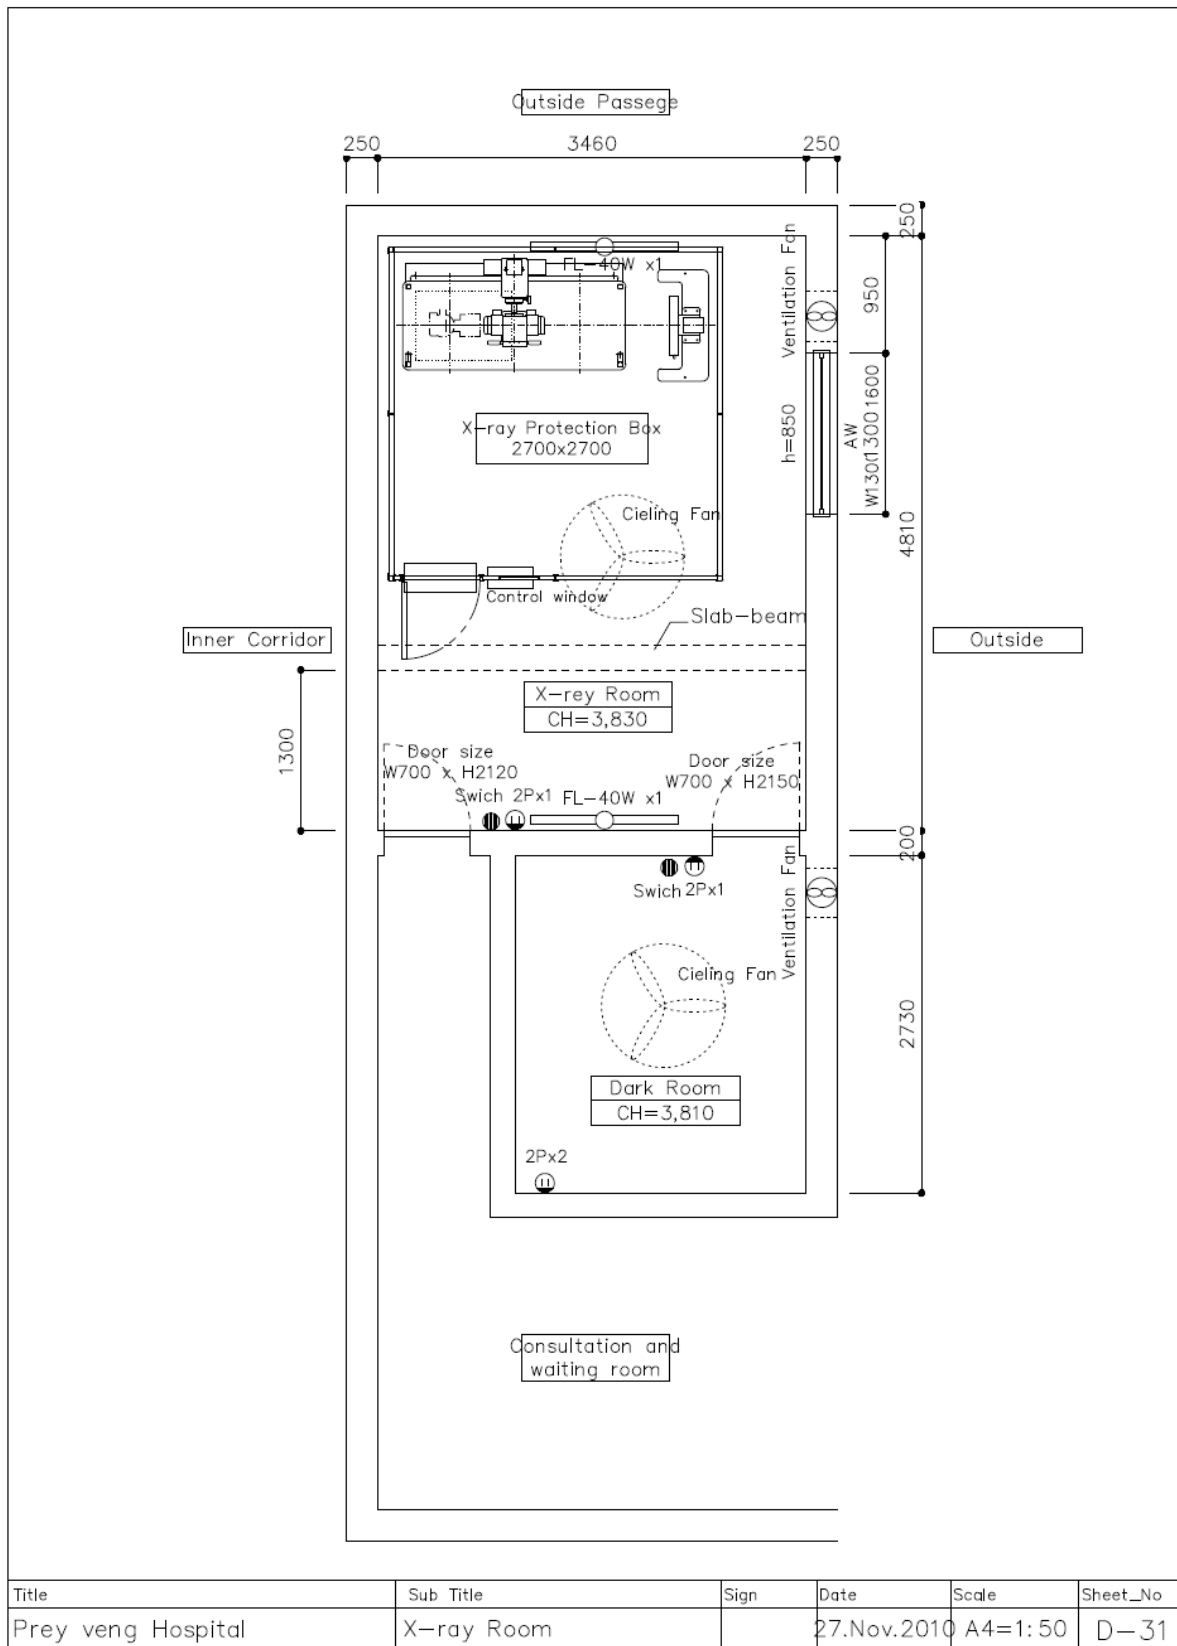 Outside Passege
250
3460
250
250
Ventilation Fan
950
FL-40W x1
X-ray Protection Box
2700x2700
h=850
AW
W1300
1300
1600
4810
Cieling Fan
Control window
Slab-beam
Inner Corridor
Outside
X-rey Room
CH=3,830
1300
Door size
W700 x H2120
Door size
W700 x H2150
Swich 2Px1
FL-40W x1
200
Swich 2Px1
Ventilation Fan
Cieling Fan
2730
Dark Room
CH=3,810
2Px2
Consultation and
waiting room
Title
Sub Title
Sign
Date
Scale
Sheet_No
Prey veng Hospital
X-ray Room
27.Nov.2010
A4=1:50
D-31